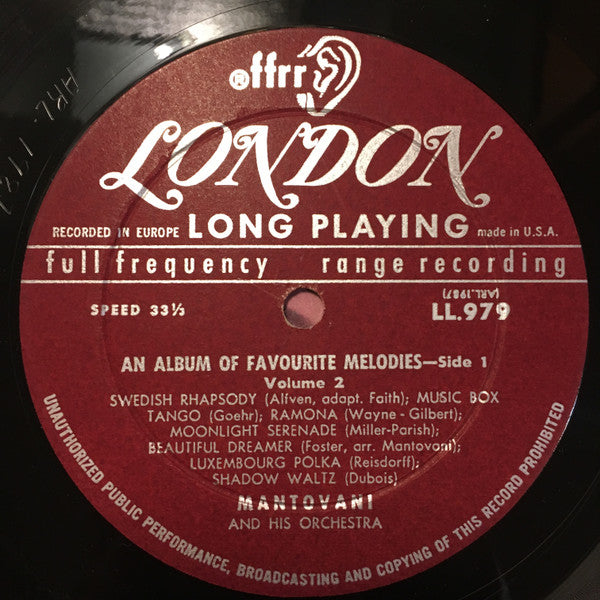 ®ffrr
LONDON
RECORDED IN EUROPE LONG PLAYING made in U.S.A.
full frequency range recording
SPEED 33⅓
(ARL.1987)
LL.979
AN ALBUM OF FAVOURITE MELODIES—Side 1
Volume 2
SWEDISH RHAPSODY (Alfven, adapt. Faith); MUSIC BOX
TANGO (Goehr); RAMONA (Wayne - Gilbert);
MOONLIGHT SERENADE (Miller-Parish);
BEAUTIFUL DREAMER (Foster, arr. Mantovani);
LUXEMBOURG POLKA (Reisdorff);
SHADOW WALTZ (Dubois)
MANTOVANI
AND HIS ORCHESTRA
UNAUTHORIZED PUBLIC PERFORMANCE, BROADCASTING AND COPYING OF THIS RECORD PROHIBITED